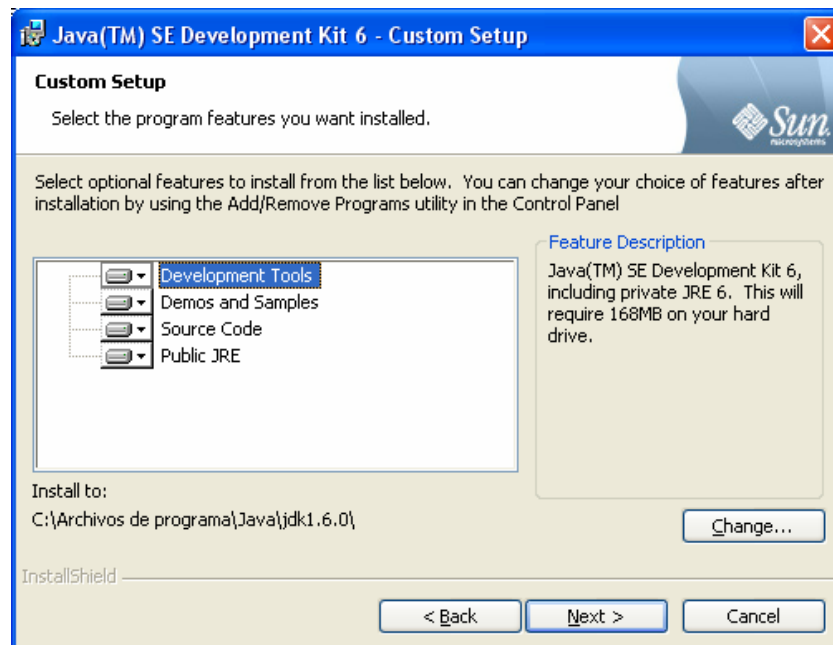 Java(TM) SE Development Kit 6 - Custom Setup
Custom Setup
Select the program features you want installed.
Sun
microsystems
Select optional features to install from the list below. You can change your choice of features after
installation by using the Add/Remove Programs utility in the Control Panel
Development Tools
Demos and Samples
Source Code
Public JRE
Feature Description
Java(TM) SE Development Kit 6,
including private JRE 6. This will
require 168MB on your hard
drive.
Install to:
C:\Archivos de programa\Java\jdk1.6.0\
Change...
InstallShield
< Back
Next >
Cancel